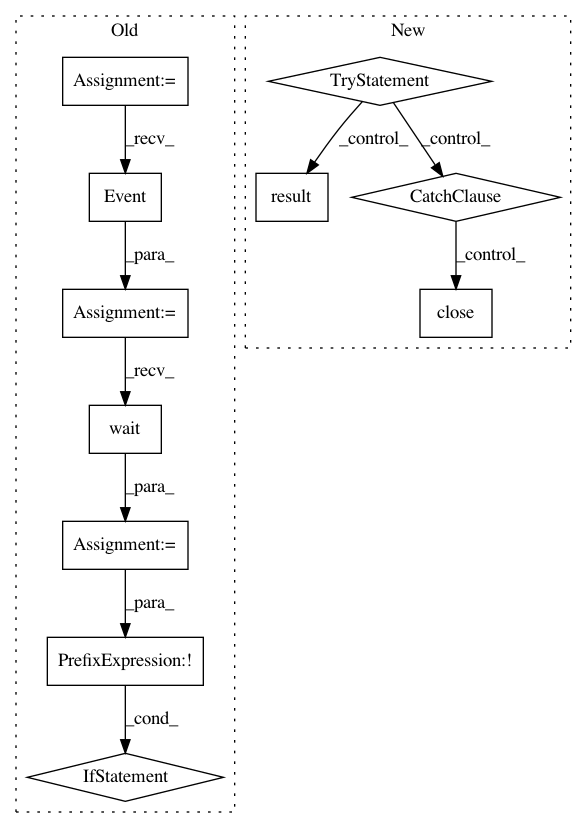 Old
Assignment:=
_recv_
Event
_para_
Assignment:=
_recv_
wait
_para_
Assignment:=
_para_
PrefixExpression:!
_cond_
IfStatement
New
TryStatement
_control_
_control_
result
CatchClause
_control_
close